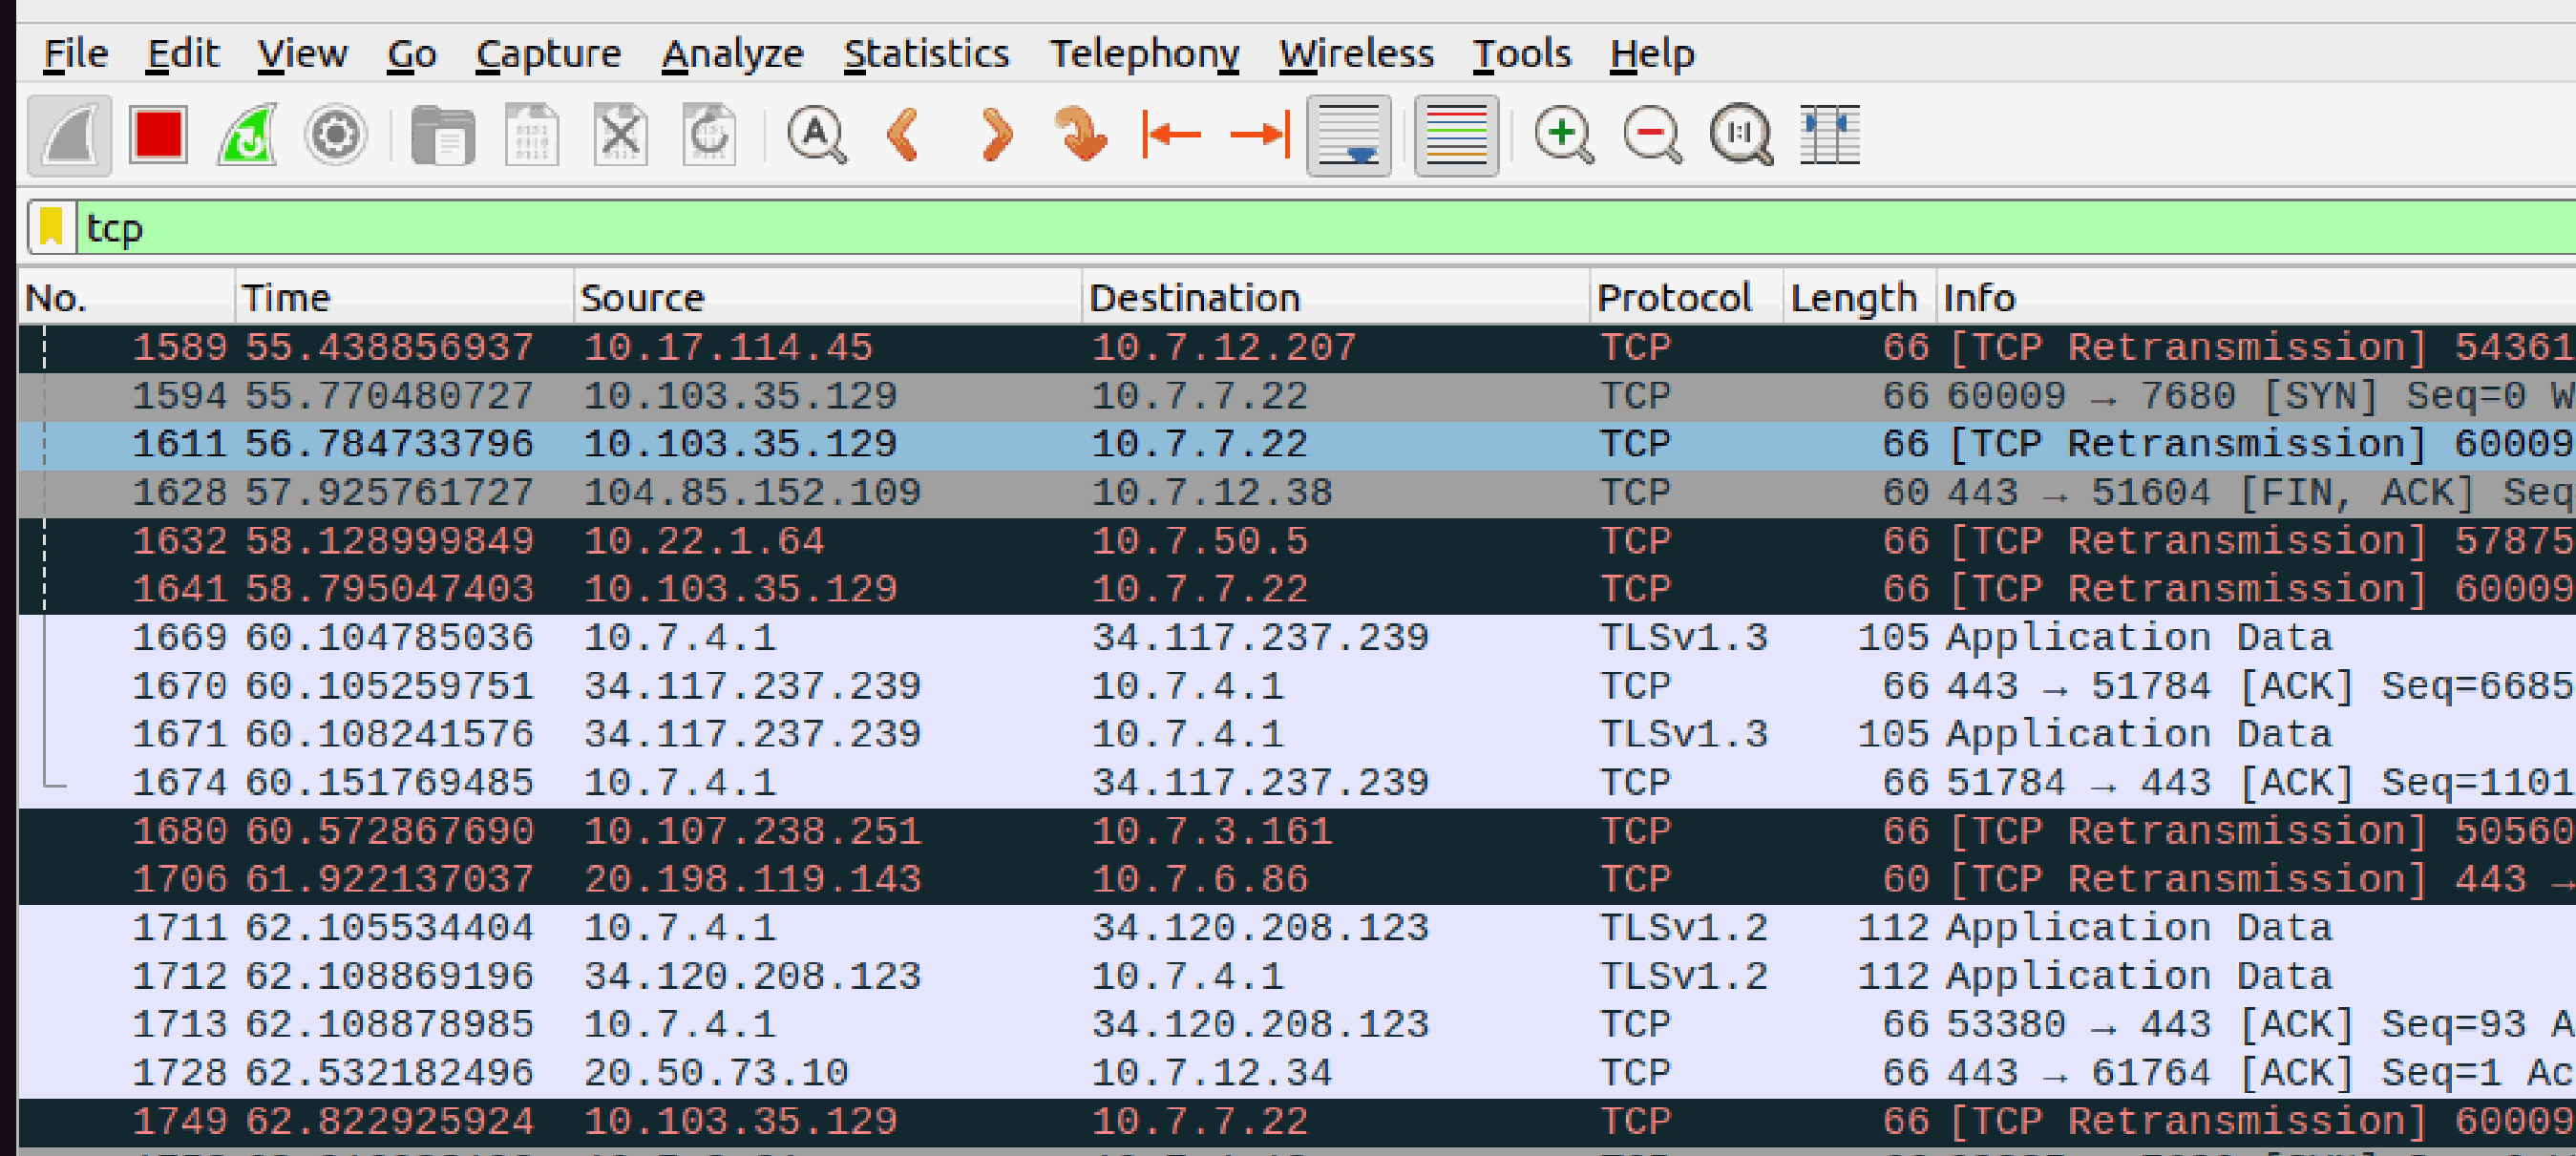 File Edit View Go Capture Analyze Statistics Telephony Wireless Tools Help
tcp
No. Time Source Destination Protocol Length Info
1589 55.438856937 10.17.114.45 10.7.12.207 TCP 66 [TCP Retransmission] 54361
1594 55.770480727 10.103.35.129 10.7.7.22 TCP 66 60009 → 7680 [SYN] Seq=0 W
1611 56.784733796 10.103.35.129 10.7.7.22 TCP 66 [TCP Retransmission] 60009
1628 57.925761727 104.85.152.109 10.7.12.38 TCP 60 443 → 51604 [FIN, ACK] Seq
1632 58.128999849 10.22.1.64 10.7.50.5 TCP 66 [TCP Retransmission] 57875
1641 58.795047403 10.103.35.129 10.7.7.22 TCP 66 [TCP Retransmission] 60009
1669 60.104785036 10.7.4.1 34.117.237.239 TLSv1.3 105 Application Data
1670 60.105259751 34.117.237.239 10.7.4.1 TCP 66 443 → 51784 [ACK] Seq=6685
1671 60.108241576 34.117.237.239 10.7.4.1 TLSv1.3 105 Application Data
1674 60.151769485 10.7.4.1 34.117.237.239 TCP 66 51784 → 443 [ACK] Seq=1101
1680 60.572867690 10.107.238.251 10.7.3.161 TCP 66 [TCP Retransmission] 50560
1706 61.922137037 20.198.119.143 10.7.6.86 TCP 60 [TCP Retransmission] 443 →
1711 62.105534404 10.7.4.1 34.120.208.123 TLSv1.2 112 Application Data
1712 62.108869196 34.120.208.123 10.7.4.1 TLSv1.2 112 Application Data
1713 62.108878985 10.7.4.1 34.120.208.123 TCP 66 53380 → 443 [ACK] Seq=93 A
1728 62.532182496 20.50.73.10 10.7.12.34 TCP 66 443 → 61764 [ACK] Seq=1 Ac
1749 62.822925924 10.103.35.129 10.7.7.22 TCP 66 [TCP Retransmission] 60009